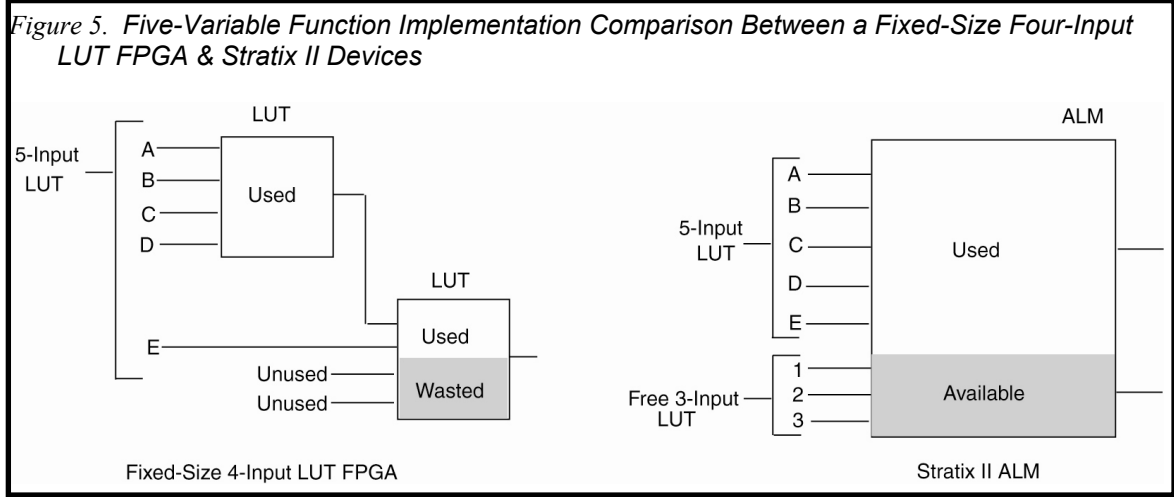 Figure 5. Five-Variable Function Implementation Comparison Between a Fixed-Size Four-Input
LUT FPGA & Stratix II Devices
LUT
5-Input
LUT
A
B
C
D
Used
LUT
E
Used
Unused
Unused
Wasted
Fixed-Size 4-Input LUT FPGA
ALM
5-Input
LUT
A
B
C
D
E
Used
Free 3-Input
LUT
1
2
3
Available
Stratix II ALM